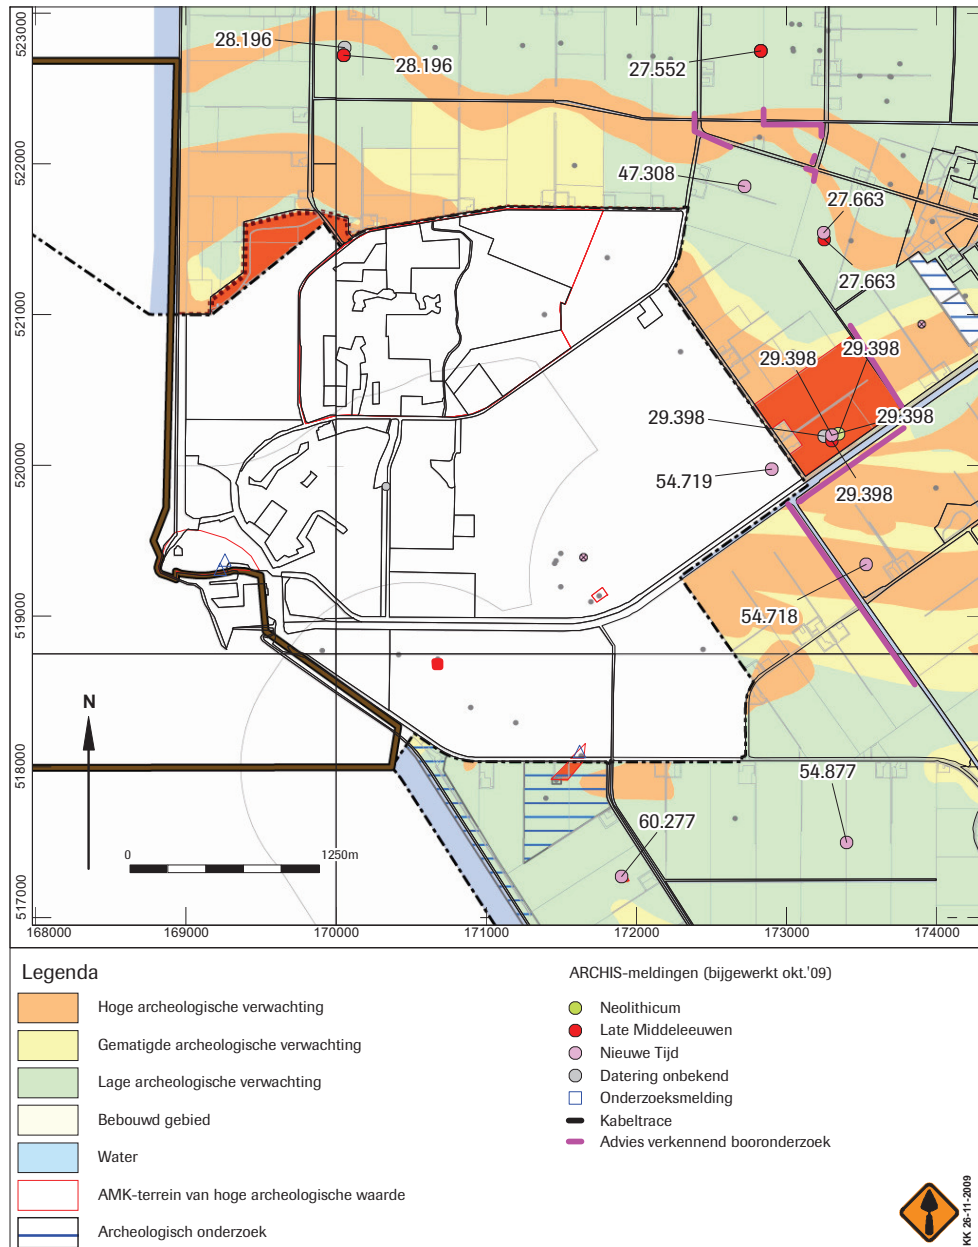 523000
522000
521000
520000
519000
518000
517000
28.196
28.196
27.552
47.308
27.663
27.663
29.398
29.398
29.398
29.398
29.398
54.719
54.718
54.877
60.277
N
0
1250m
168000
169000
170000
171000
172000
173000
174000
Legenda
Hoge archeologische verwachting
Gematigde archeologische verwachting
Lage archeologische verwachting
Bebouwd gebied
Water
AMK-terrein van hoge archeologische waarde
Archeologisch onderzoek
ARCHIS-meldingen (bijgewerkt okt.'09)
Neolithicum
Late Middeleeuwen
Nieuwe Tijd
Datering onbekend
Onderzoeksmelding
Kabeltrace
Advies verkennend booronderzoek
KK 26-11-2009